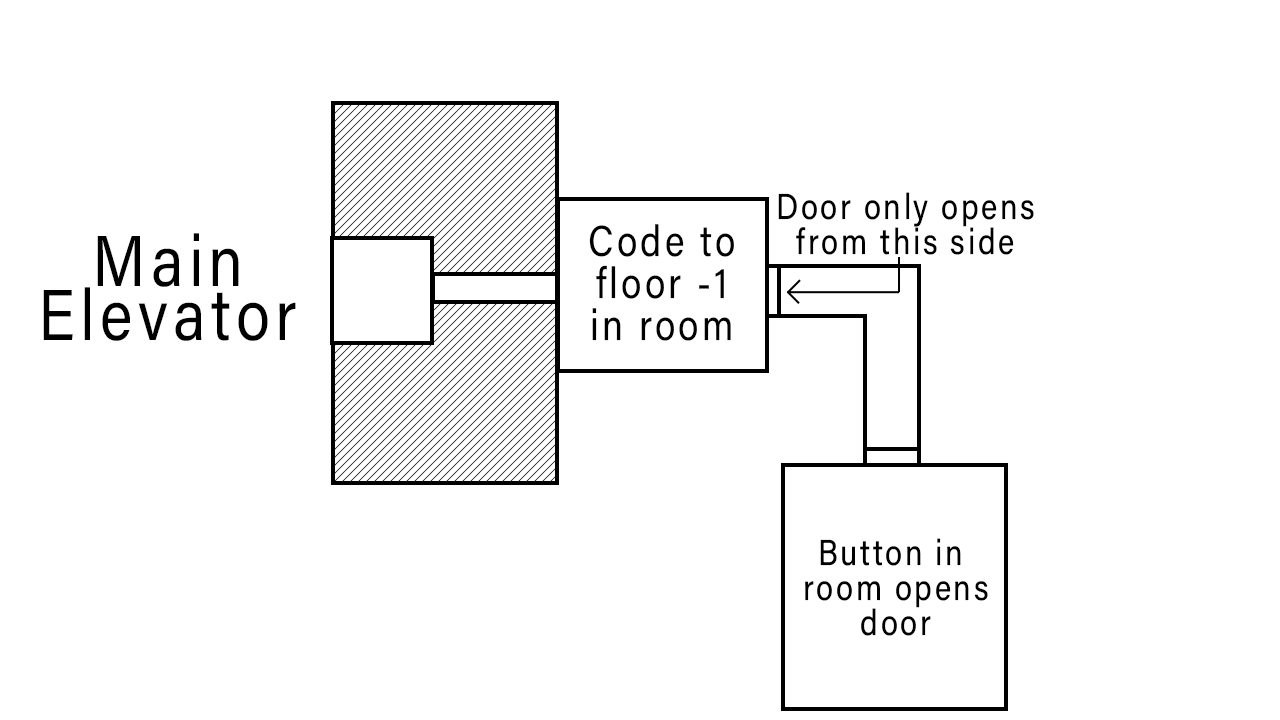 Main
Elevator
Code to
floor -1
in room
Door only opens
from this side
Button in
room opens
door